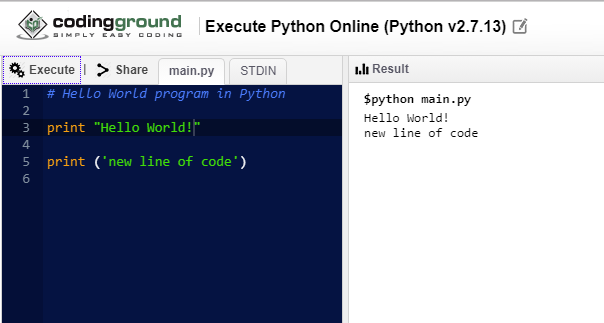 codingground
SIMPLY EASY CODING
Execute Python Online (Python v2.7.13)
Execute | Share main.py STDIN
1 # Hello World program in Python
2
3 print "Hello World!"
4
5 print ('new line of code')
6
Result
$python main.py
Hello World!
new line of code